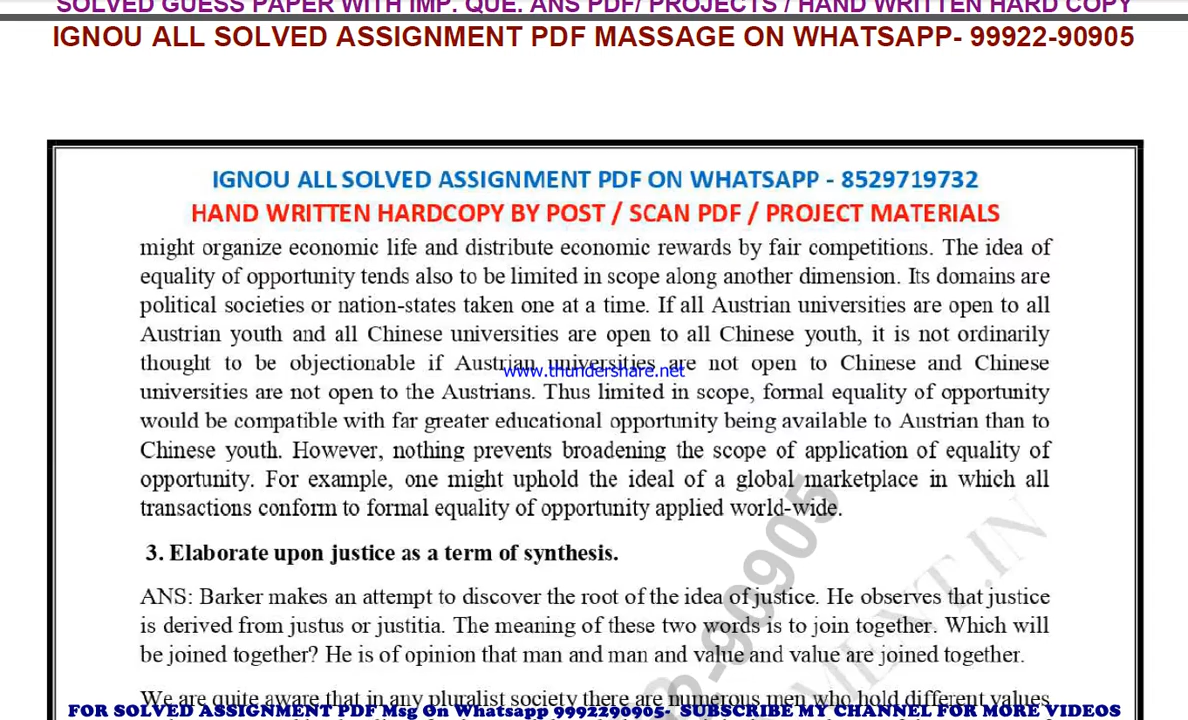 SOLVED GUESS PAPER WITH IMP. QUE. ANS PDF/ PROJECTS / HAND WRITTEN HARD COPY
IGNOU ALL SOLVED ASSIGNMENT PDF MASSAGE ON WHATSAPP- 99922-90905
IGNOU ALL SOLVED ASSIGNMENT PDF ON WHATSAPP - 8529719732
HAND WRITTEN HARDCOPY BY POST / SCAN PDF / PROJECT MATERIALS
might organize economic life and distribute economic rewards by fair competitions. The idea of
equality of opportunity tends also to be limited in scope along another dimension. Its domains are
political societies or nation-states taken one at a time. If all Austrian universities are open to all
Austrian youth and all Chinese universities are open to all Chinese youth, it is not ordinarily
thought to be objectionable if Austrian universities are not open to Chinese and Chinese
www.thundershare.net
universities are not open to the Austrians. Thus limited in scope, formal equality of opportunity
would be compatible with far greater educational opportunity being available to Austrian than to
Chinese youth. However, nothing prevents broadening the scope of application of equality of
opportunity. For example, one might uphold the ideal of a global marketplace in which all
transactions conform to formal equality of opportunity applied world-wide.
3. Elaborate upon justice as a term of synthesis.
ANS: Barker makes an attempt to discover the root of the idea of justice. He observes that justice
is derived from justus or justitia. The meaning of these two words is to join together. Which will
be joined together? He is of opinion that man and man and value and value are joined together.
We are quite aware that in any pluralist society there are numerous men who hold different values
FOR SOLVED ASSIGNMENT PDF Msg On Whatsapp 9992290905- SUBSCRIBE MY CHANNEL FOR MORE VIDEOS
-90905
MENT.IN